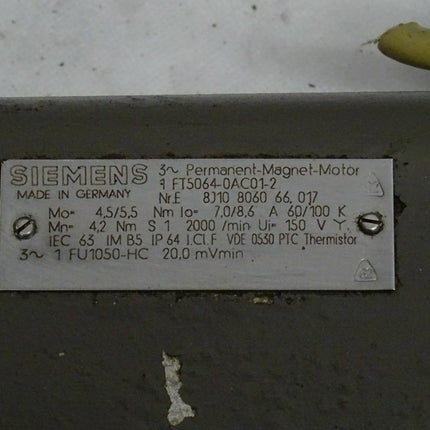 SIEMENS
MADE IN GERMANY
3~ Permanent-Magnet-Motor
1 FT5064-0AC01-2
Nr.E 8J10 8060 66 017
Mo= 4,5/5,5 Nm Io= 7,0/8,6 A 60/100 K
Mn= 4,2 Nm S 1 2000 /min Ui= 150 V Y
IEC 63 IM B5 IP 64 I.Cl.F VDE 0530 PTC Thermistor
3~ 1 FU1050-HC 20.0 mVmin